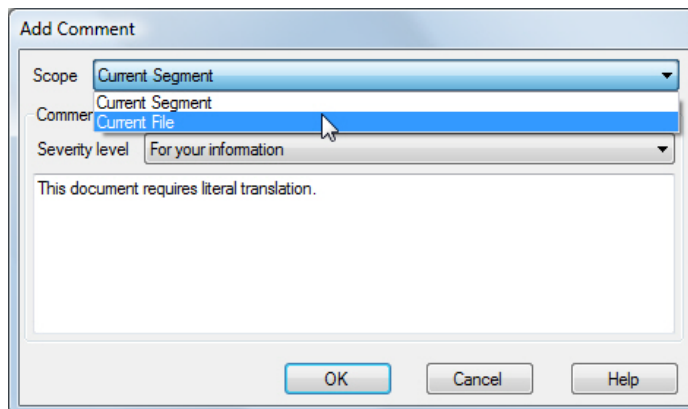 Add Comment
Scope Current Segment
Current Segment
Current File
Severity level For your information
This document requires literal translation.
OK Cancel Help